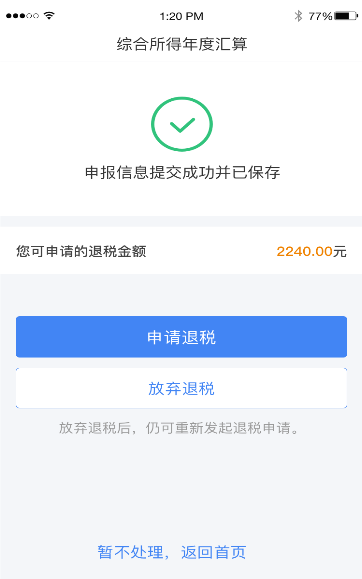 1:20 PM
77%
综合所得年度汇算
申报信息提交成功并已保存
您可申请的退税金额 2240.00元
申请退税
放弃退税
放弃退税后，仍可重新发起退税申请。
暂不处理，返回首页